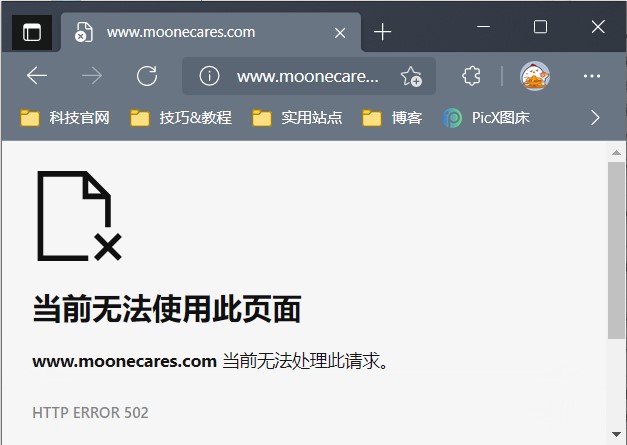 www.moonecares.com
www.moonecare...
科技官网 技巧&教程 实用站点 博客 PicX图床
当前无法使用此页面
www.moonecares.com 当前无法处理此请求。
HTTP ERROR 502